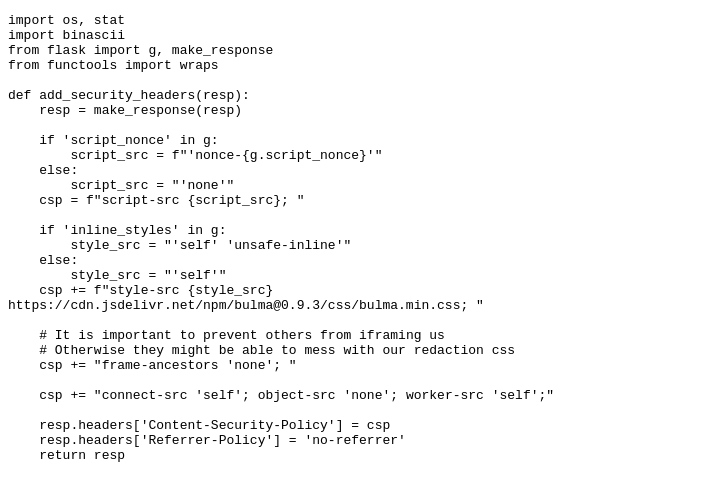 import os, stat
import binascii
from flask import g, make_response
from functools import wraps

def add_security_headers(resp):
    resp = make_response(resp)

    if 'script_nonce' in g:
        script_src = f"'nonce-{g.script_nonce}'"
    else:
        script_src = "'none'"
    csp = f"script-src {script_src}; "

    if 'inline_styles' in g:
        style_src = "'self' 'unsafe-inline'"
    else:
        style_src = "'self'"
    csp += f"style-src {style_src}
https://cdn.jsdelivr.net/npm/bulma@0.9.3/css/bulma.min.css; "

    # It is important to prevent others from iframing us
    # Otherwise they might be able to mess with our redaction css
    csp += "frame-ancestors 'none'; "

    csp += "connect-src 'self'; object-src 'none'; worker-src 'self';"

    resp.headers['Content-Security-Policy'] = csp
    resp.headers['Referrer-Policy'] = 'no-referrer'
    return resp